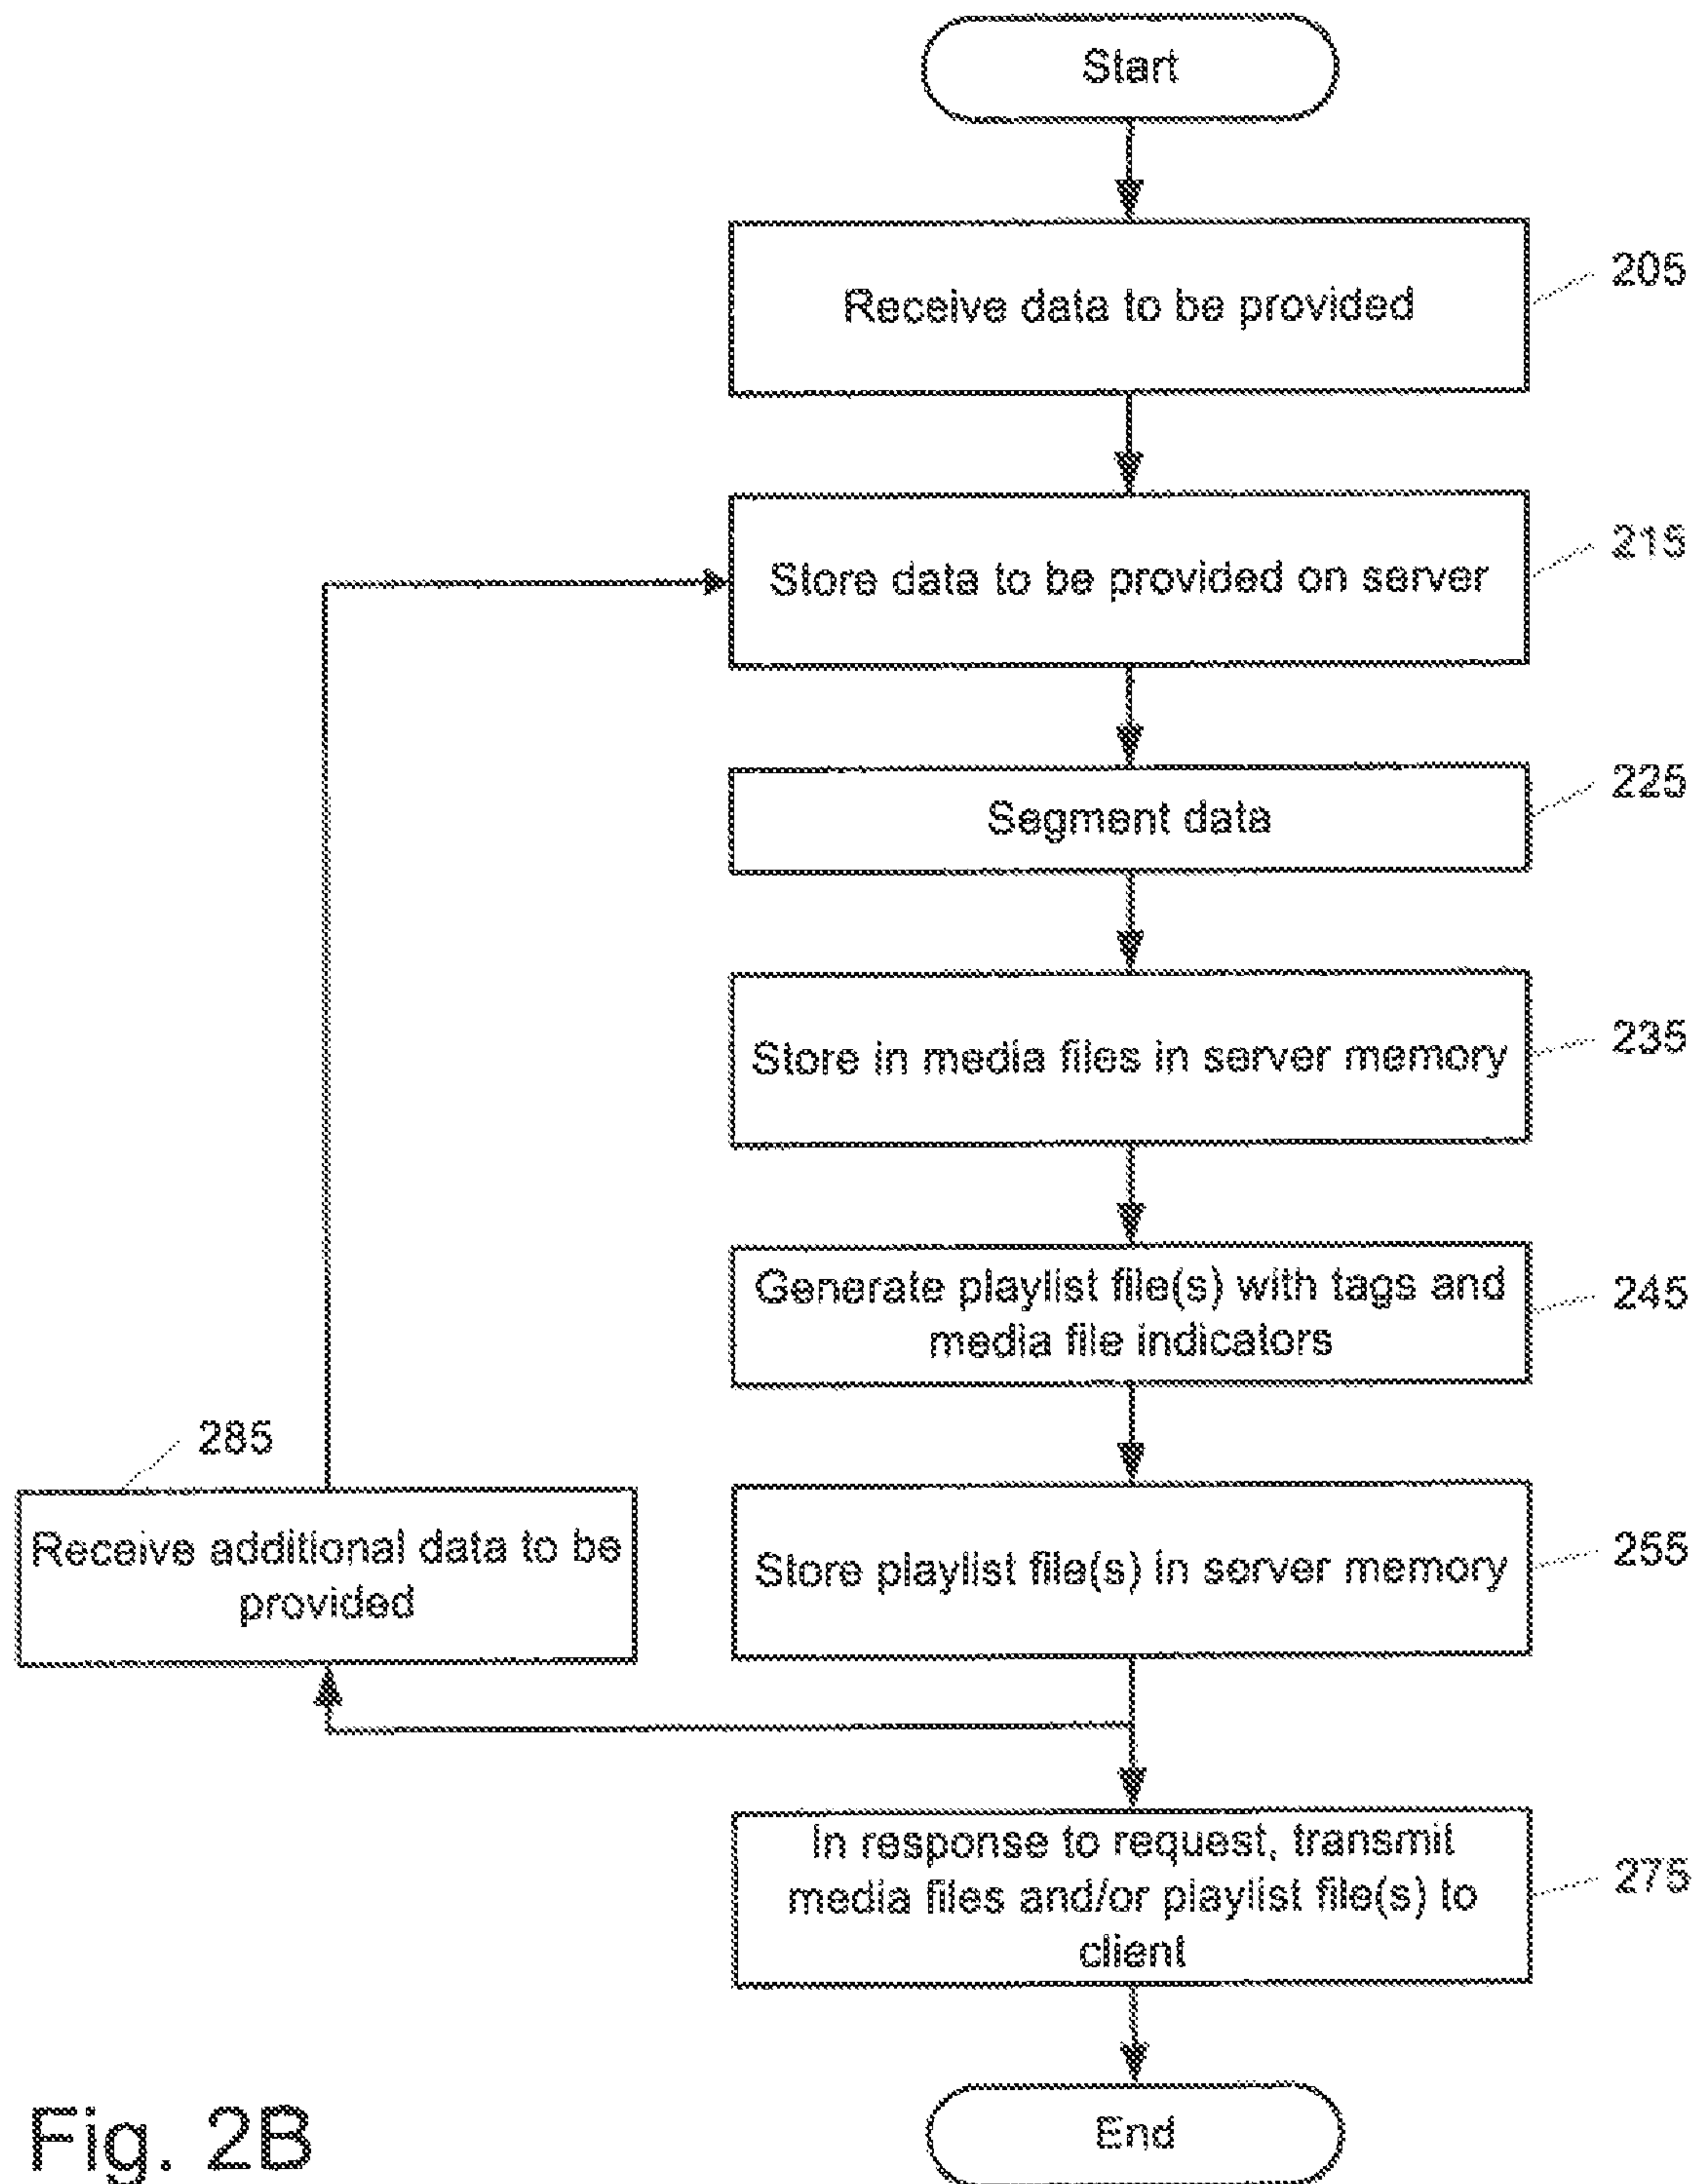 Start
Receive data to be provided
205
Store data to be provided on server
215
Segment data
225
Store in media files in server memory
235
Generate playlist file(s) with tags and
media file indicators
245
285
Receive additional data to be
provided
Store playlist file(s) in server memory
255
In response to request, transmit
media files and/or playlist file(s) to
client
275
End
Fig. 2B